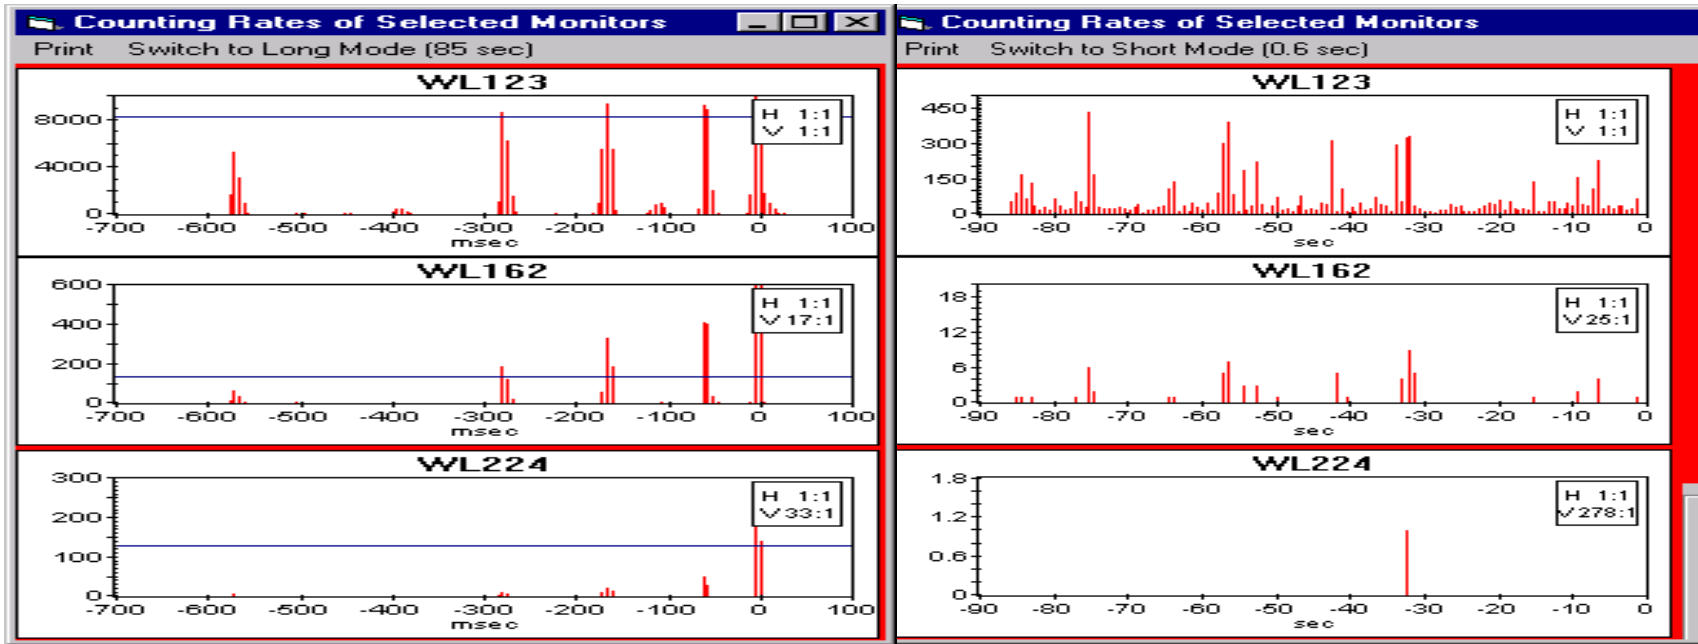 Counting Rates of Selected Monitors
Print Switch to Long Mode (85 sec)
WL123
H 1:1
V 1:1
8000
4000
0
-700 -600 -500 -400 -300 -200 -100 0 100
msec
WL162
H 1:1
V 17:1
600
400
200
0
-700 -600 -500 -400 -300 -200 -100 0 100
msec
WL224
H 1:1
V 33:1
300
200
100
0
-700 -600 -500 -400 -300 -200 -100 0 100
msec
Counting Rates of Selected Monitors
Print Switch to Short Mode (0.6 sec)
WL123
H 1:1
V 1:1
450
300
150
0
-90 -80 -70 -60 -50 -40 -30 -20 -10 0
sec
WL162
H 1:1
V 25:1
18
12
6
0
-90 -80 -70 -60 -50 -40 -30 -20 -10 0
sec
WL224
H 1:1
V 278:1
1.8
1.2
0.6
0
-90 -80 -70 -60 -50 -40 -30 -20 -10 0
sec